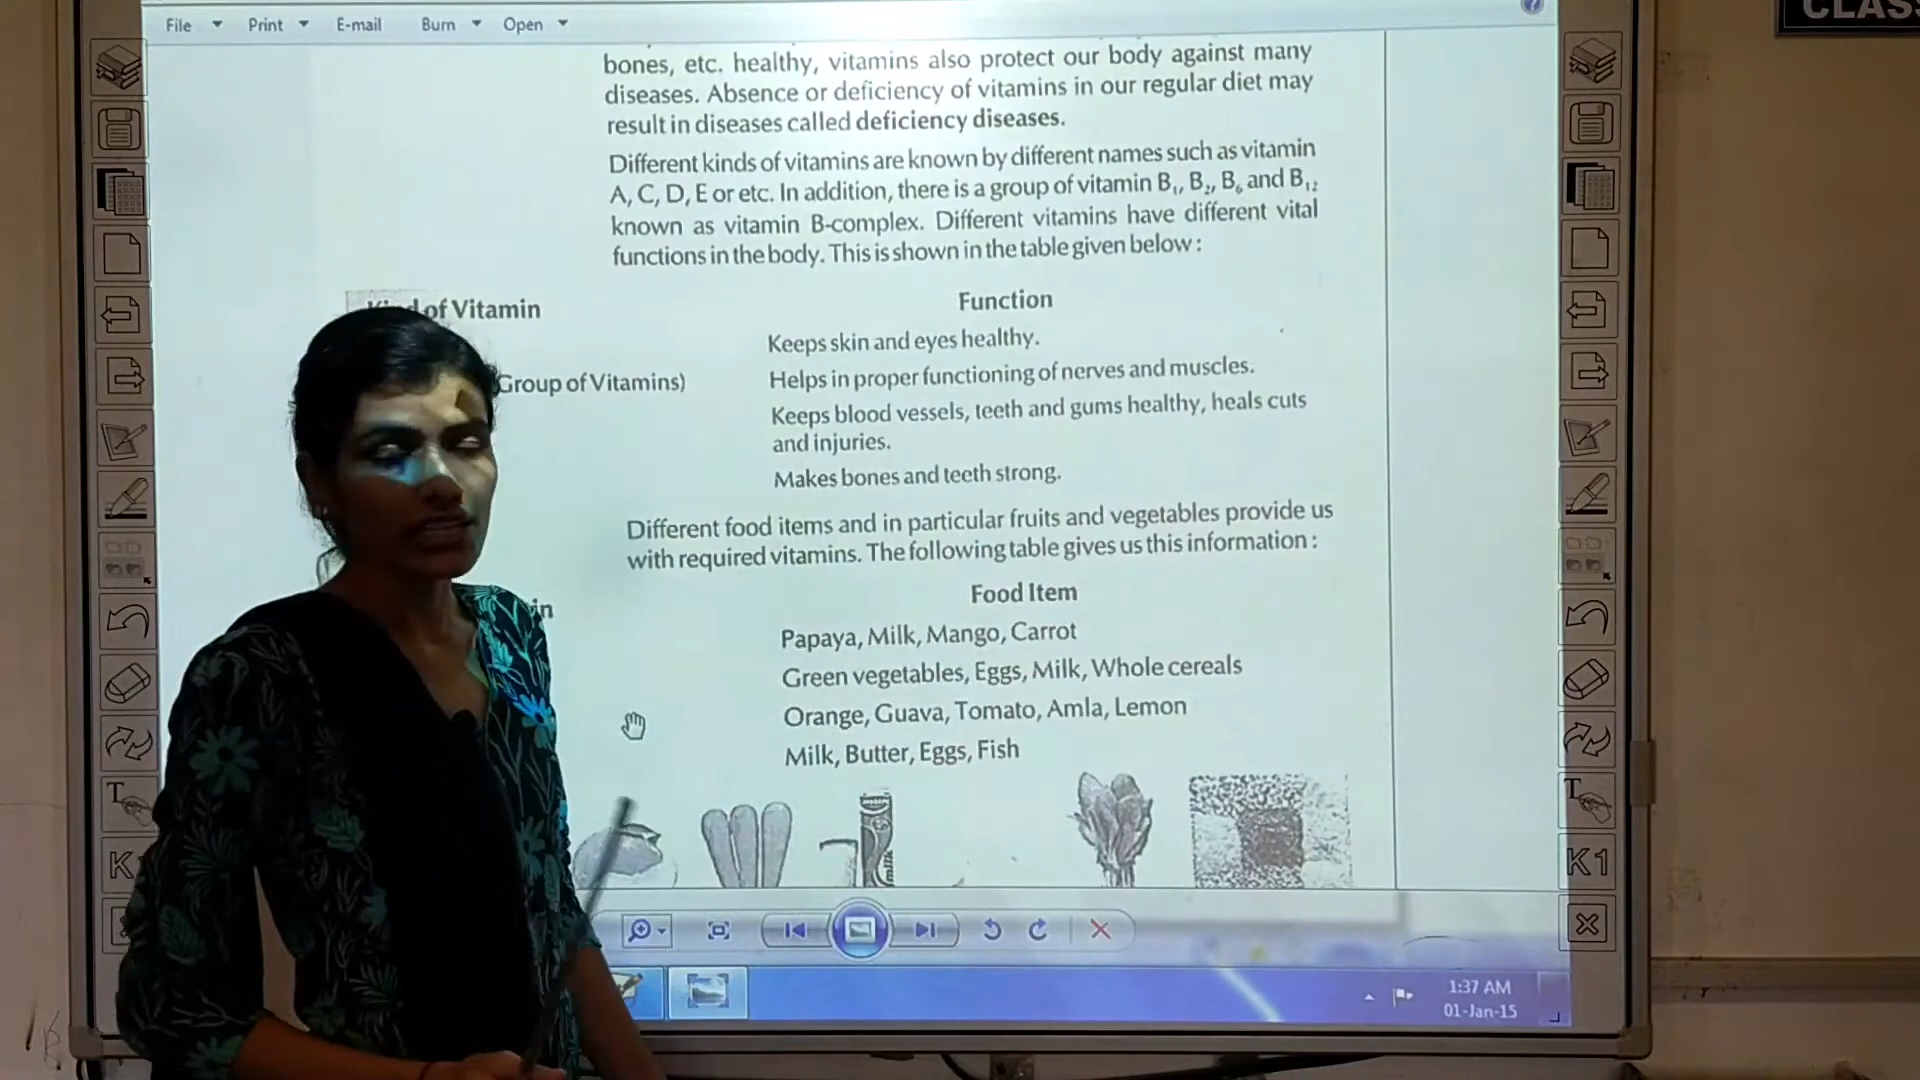 CLAS
File Print E-mail Burn Open
bones, etc. healthy, vitamins also protect our body against many
diseases. Absence or deficiency of vitamins in our regular diet may
result in diseases called deficiency diseases.
Different kinds of vitamins are known by different names such as vitamin
A, C, D, E or etc. In addition, there is a group of vitamin B₁, B₂, B₆ and B₁₂
known as vitamin B-complex. Different vitamins have different vital
functions in the body. This is shown in the table given below :
Kind of Vitamin Function
Keeps skin and eyes healthy.
Group of Vitamins) Helps in proper functioning of nerves and muscles.
Keeps blood vessels, teeth and gums healthy, heals cuts
and injuries.
Makes bones and teeth strong.
Different food items and in particular fruits and vegetables provide us
with required vitamins. The following table gives us this information :
in Food Item
Papaya, Milk, Mango, Carrot
Green vegetables, Eggs, Milk, Whole cereals
Orange, Guava, Tomato, Amla, Lemon
Milk, Butter, Eggs, Fish
milk
T T
K K1
1:37 AM
01-Jan-15